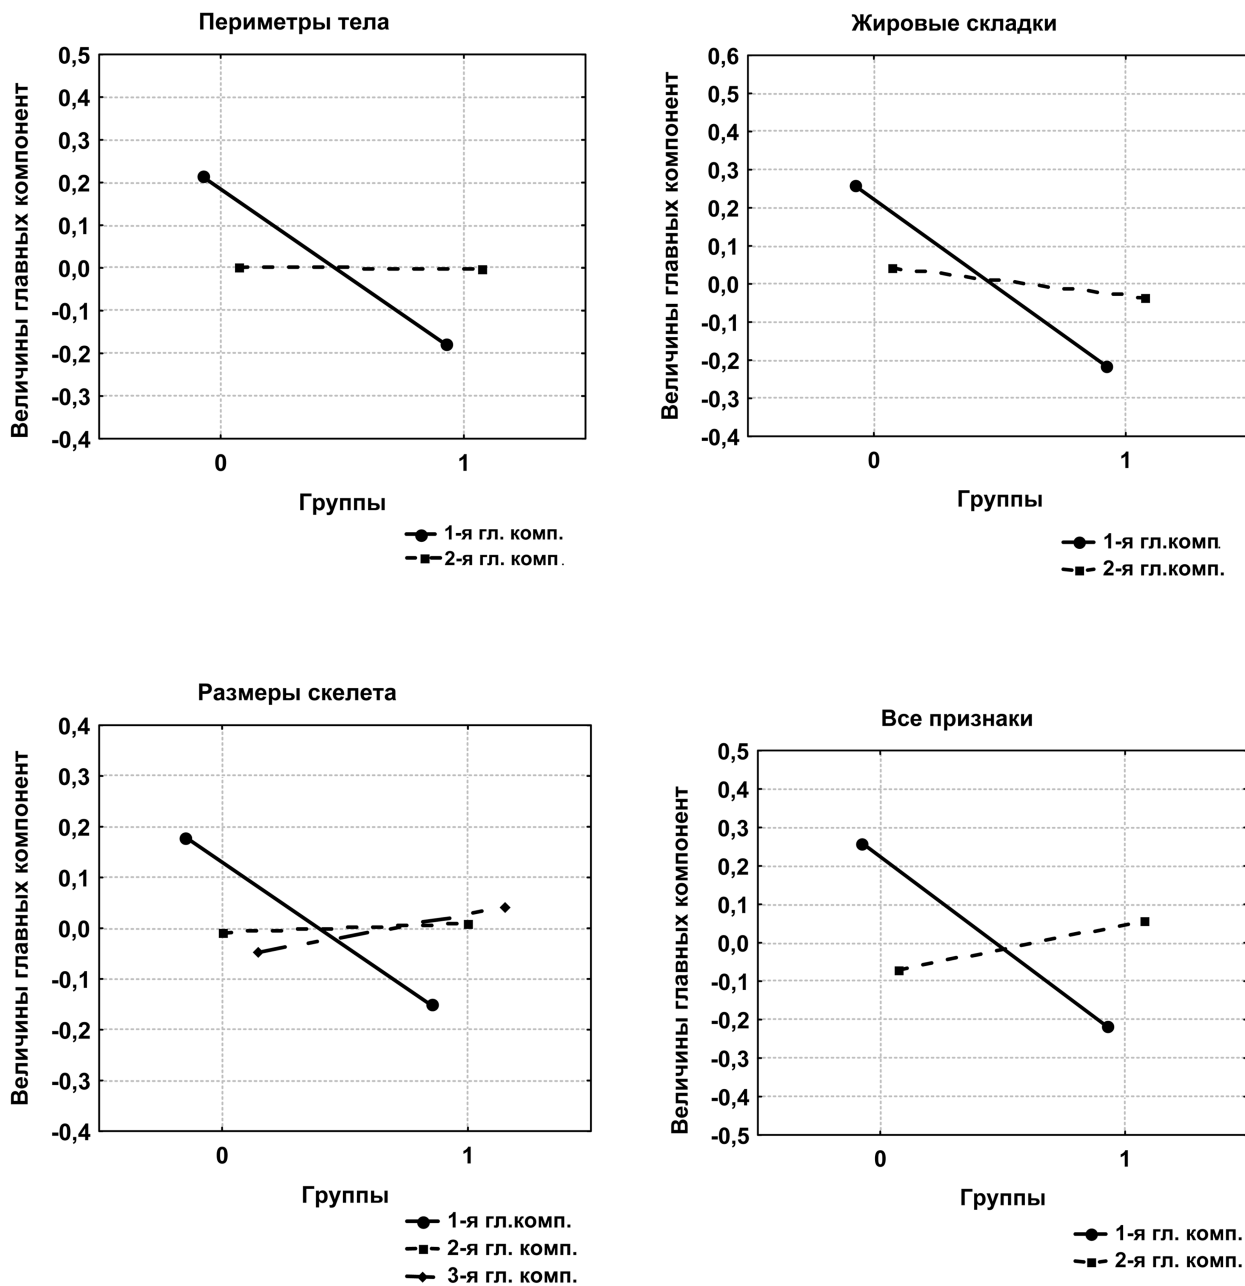 Периметры тела
Величины главных компонент
0,5
0,4
0,3
0,2
0,1
0,0
-0,1
-0,2
-0,3
-0,4
0 1
Группы
1-я гл. комп.
2-я гл. комп.
Жировые складки
Величины главных компонент
0,6
0,5
0,4
0,3
0,2
0,1
0,0
-0,1
-0,2
-0,3
-0,4
0 1
Группы
1-я гл.комп.
2-я гл.комп.
Размеры скелета
Величины главных компонент
0,4
0,3
0,2
0,1
0,0
-0,1
-0,2
-0,3
-0,4
0 1
Группы
1-я гл.комп.
2-я гл. комп.
3-я гл. комп.
Все признаки
Величины главных компонент
0,5
0,4
0,3
0,2
0,1
0,0
-0,1
-0,2
-0,3
-0,4
-0,5
0 1
Группы
1-я гл. комп.
2-я гл. комп.